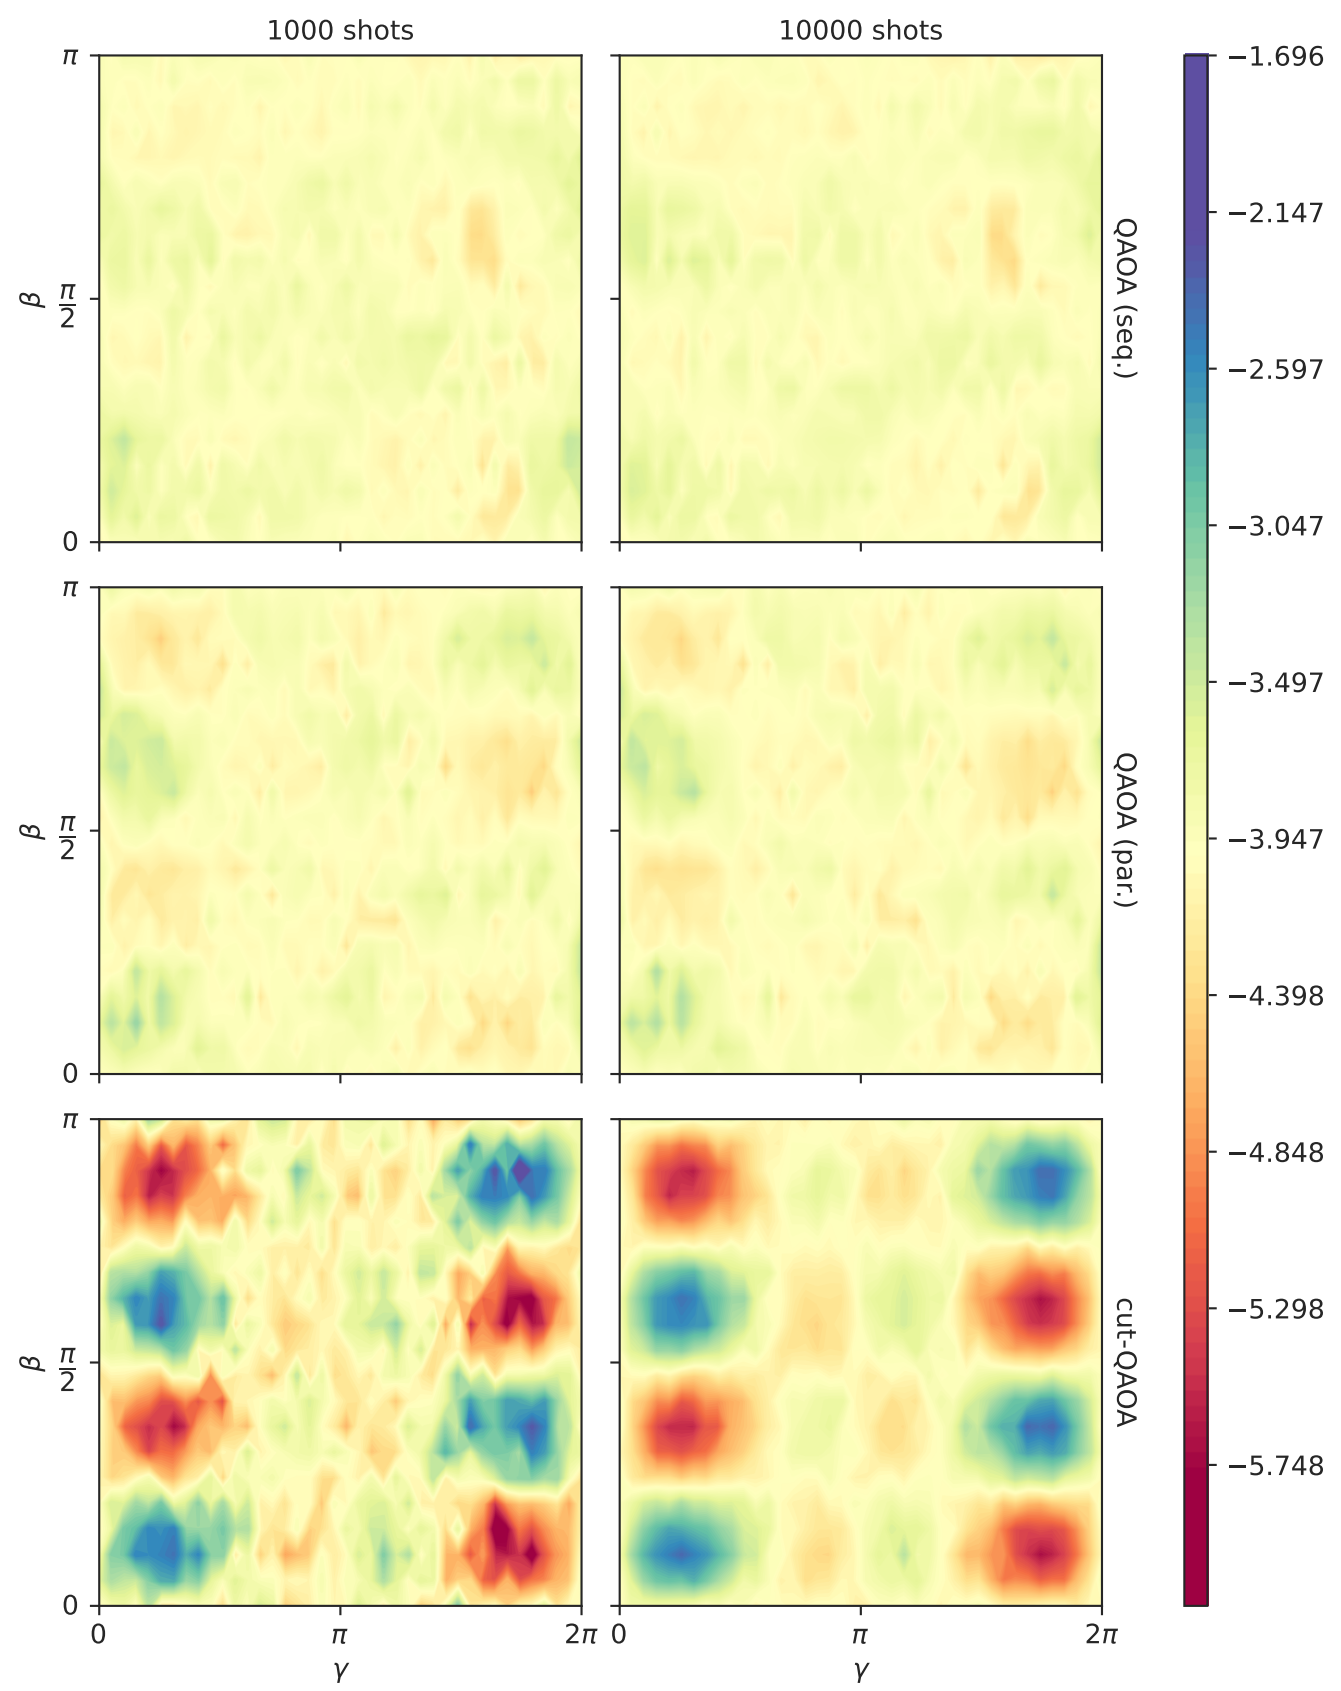 1000 shots
10000 shots
π
β
π
2
0
QAOA (seq.)
π
β
π
2
0
QAOA (par.)
π
β
π
2
0
cut-QAOA
0
π
2π
0
π
2π
γ
γ
−1.696
−2.147
−2.597
−3.047
−3.497
−3.947
−4.398
−4.848
−5.298
−5.748